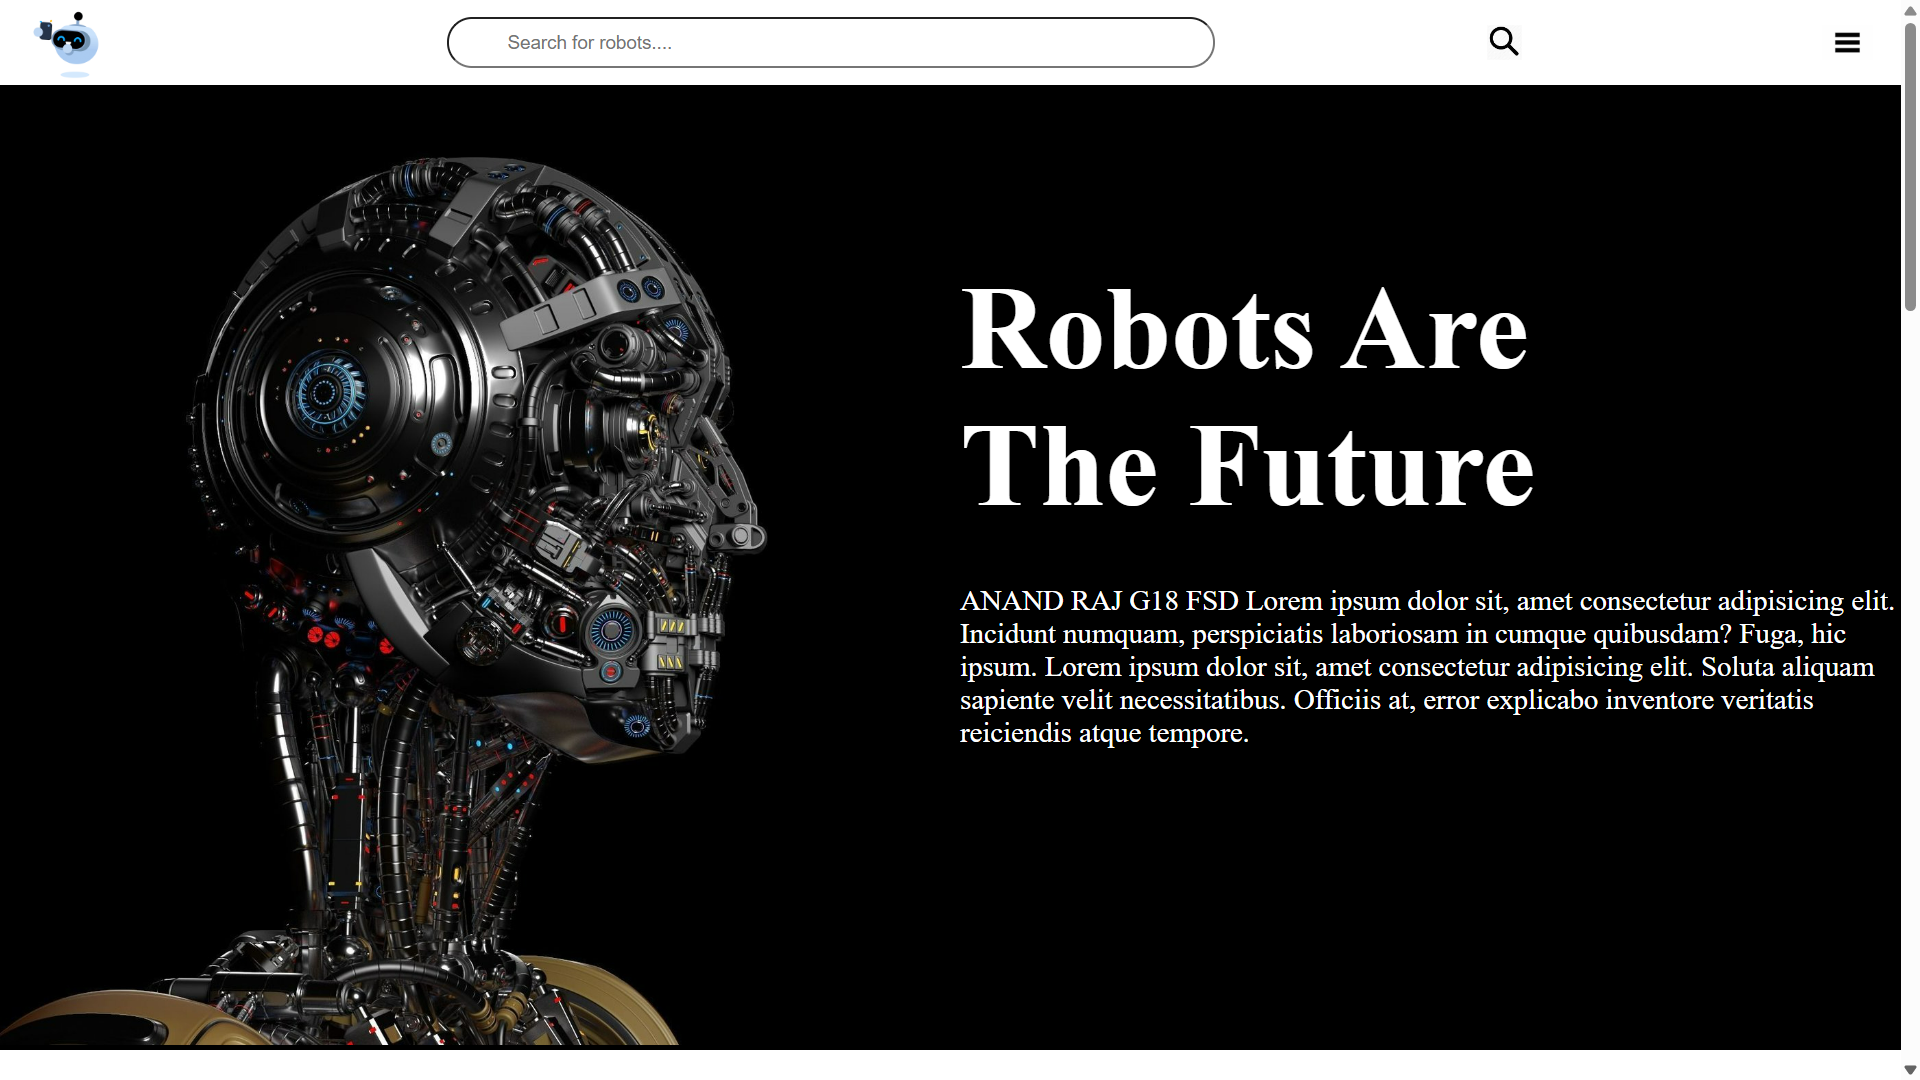 Search for robots....
Robots Are
The Future
ANAND RAJ G18 FSD Lorem ipsum dolor sit, amet consectetur adipisicing elit.
Incidunt numquam, perspiciatis laboriosam in cumque quibusdam? Fuga, hic
ipsum. Lorem ipsum dolor sit, amet consectetur adipisicing elit. Soluta aliquam
sapiente velit necessitatibus. Officiis at, error explicabo inventore veritatis
reiciendis atque tempore.